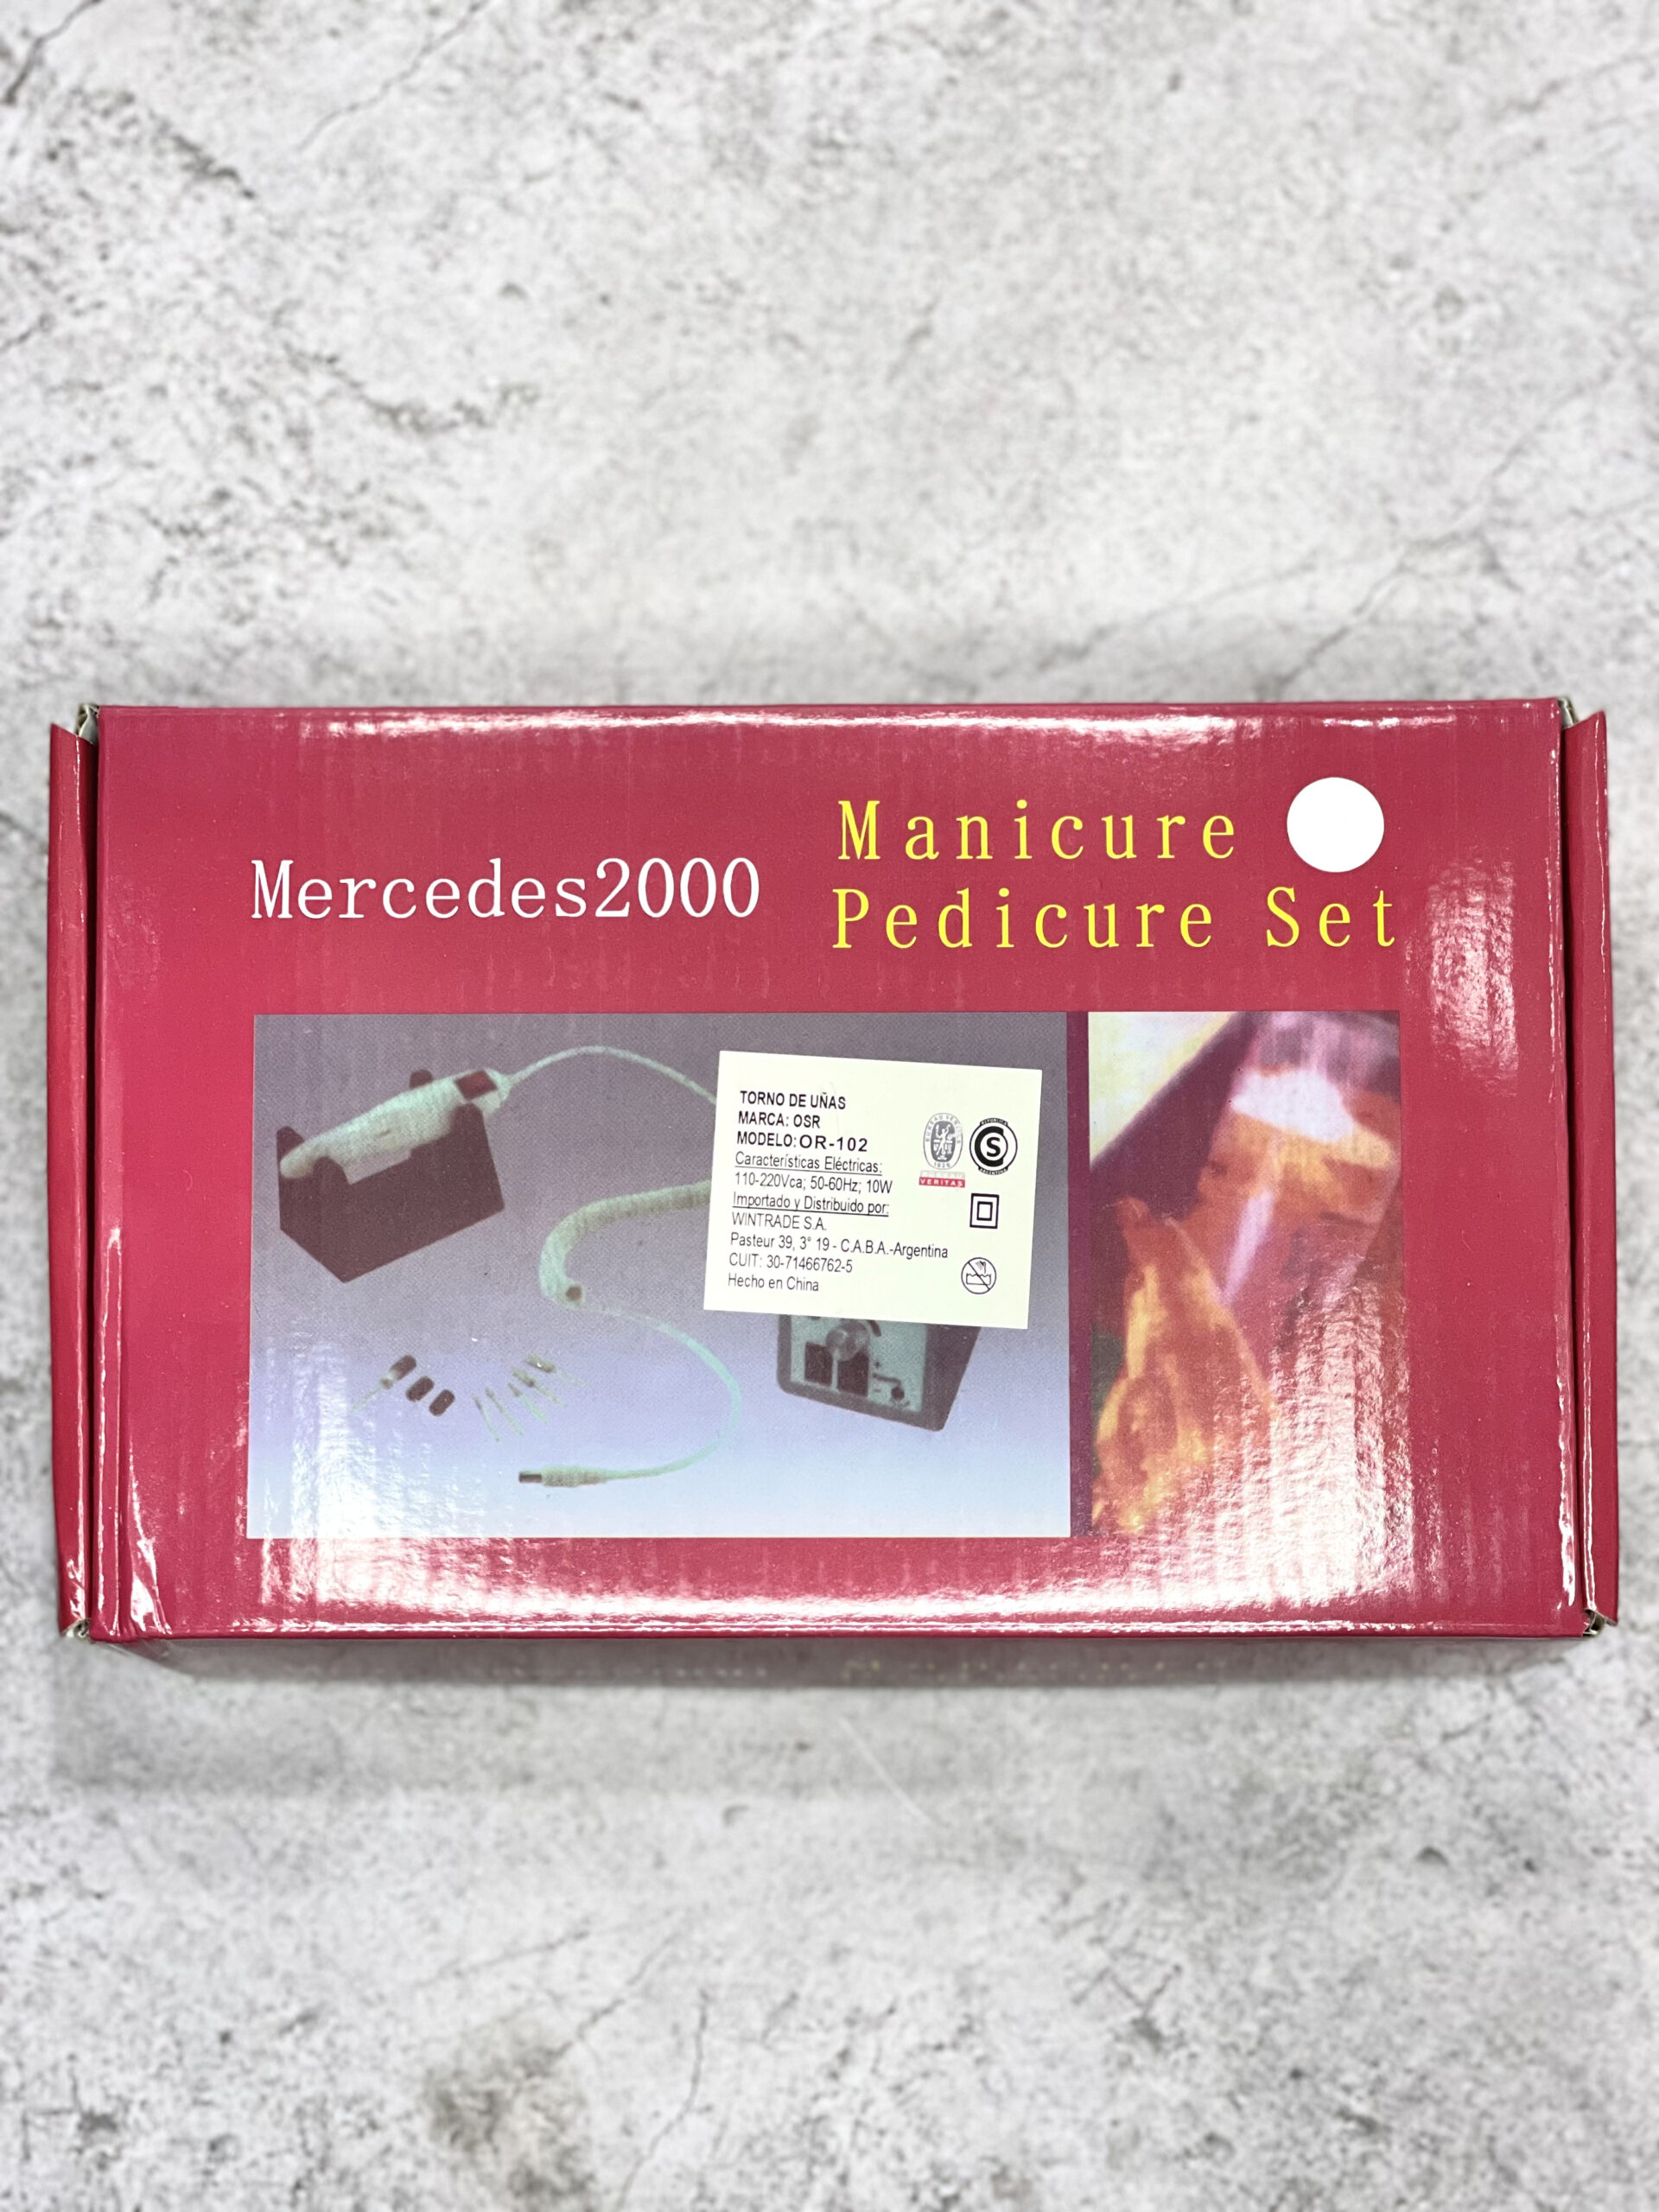 Mercedes2000
Manicure
Pedicure Set
TORNO DE UÑAS
MARCA: OSR
MODELO: OR-102
Características Eléctricas:
110-220Vca; 50-60Hz; 10W
Importado y Distribuido por:
WINTRADE S.A.
Pasteur 39, 3° 19 - C.A.B.A.-Argentina
CUIT: 30-71466762-5
Hecho en China
VERITAS
S